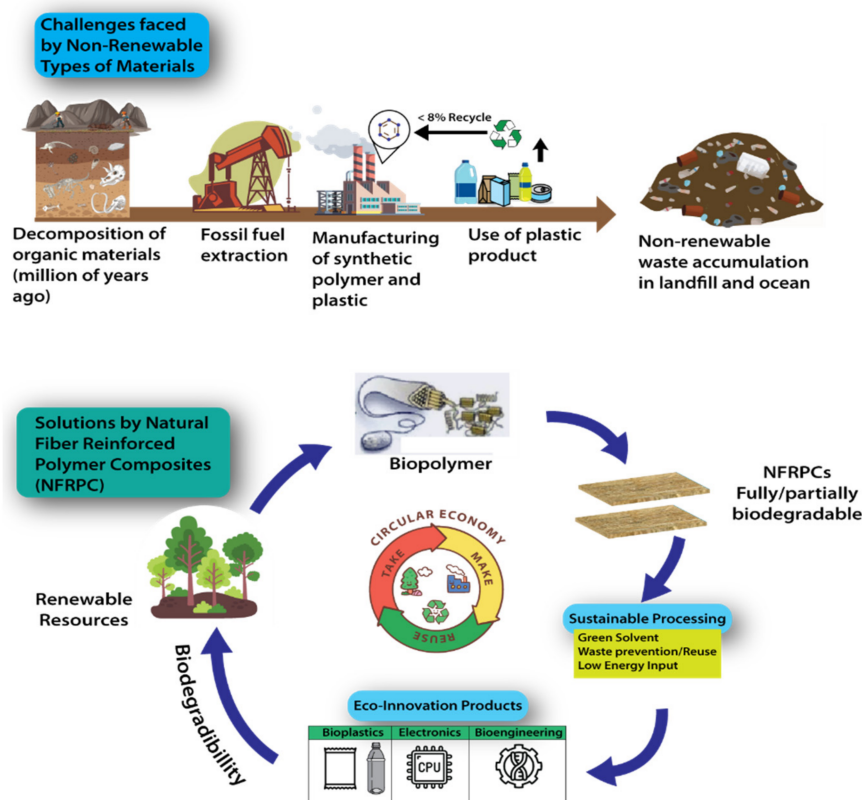 Challenges faced
by Non-Renewable
Types of Materials
< 8% Recycle
Decomposition of
organic materials
(million of years
ago)
Fossil fuel
extraction
Manufacturing
of synthetic
polymer and
plastic
Use of plastic
product
Non-renewable
waste accumulation
in landfill and ocean
Solutions by Natural
Fiber Reinforced
Polymer Composites
(NFRPC)
Biopolymer
NFRPCs
Fully/partially
biodegradable
CIRCULAR ECONOMY
TAKE
MAKE
REUSE
Renewable
Resources
Sustainable Processing
Green Solvent
Waste prevention/Reuse
Low Energy Input
Biodegradibillity
Eco-Innovation Products
Bioplastics
Electronics
Bioengineering
CPU